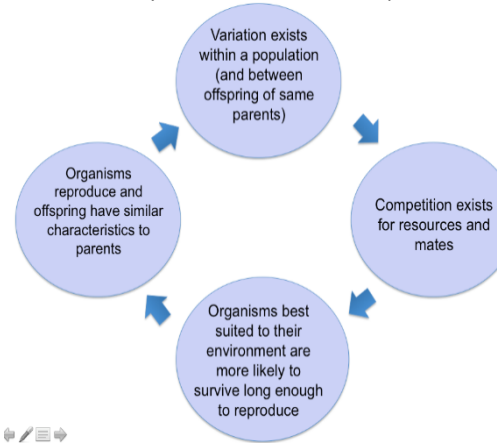 Variation exists
within a population
(and between
offspring of same
parents)
Competition exists
for resources and
mates
Organisms best
suited to their
environment are
more likely to
survive long enough
to reproduce
Organisms
reproduce and
offspring have similar
characteristics to
parents